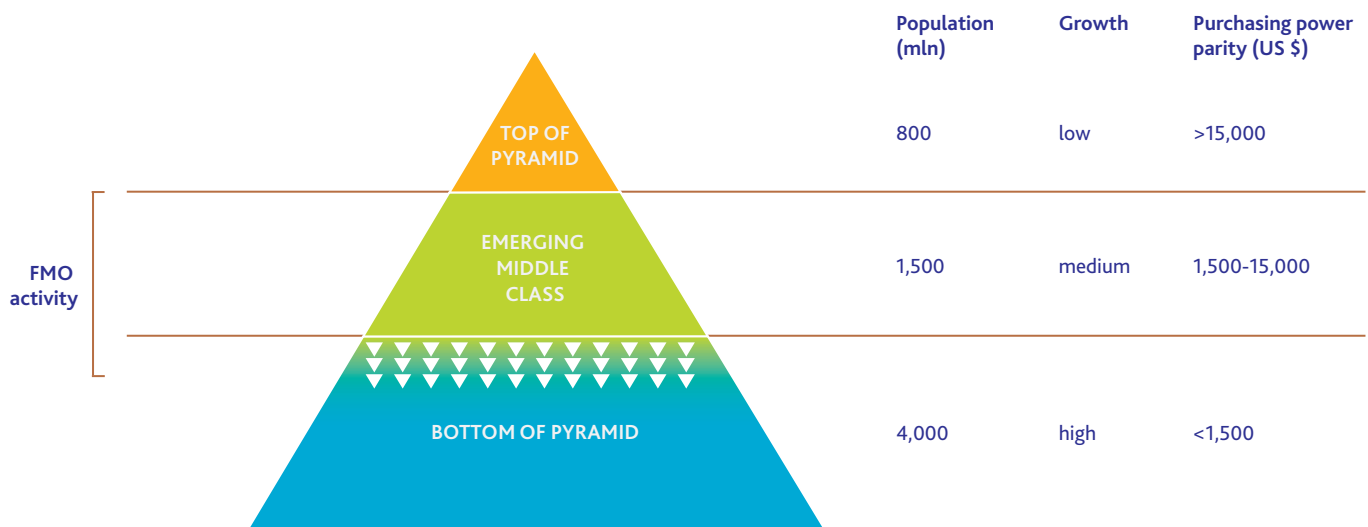 Population
(mln)
Growth
Purchasing power
parity (US $)
TOP OF
PYRAMID
800
low
>15,000
FMO
activity
EMERGING
MIDDLE
CLASS
1,500
medium
1,500-15,000
BOTTOM OF PYRAMID
4,000
high
<1,500